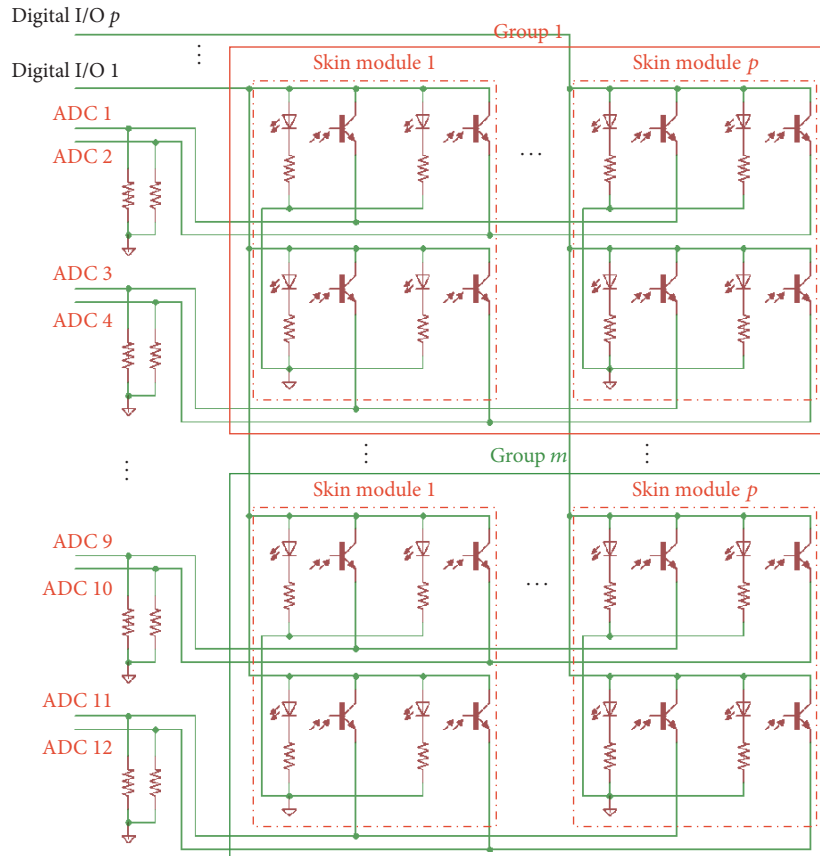 Digital I/O p
Group 1
Digital I/O 1
Skin module 1
Skin module p
ADC 1
ADC 2
ADC 3
ADC 4
Group m
Skin module 1
Skin module p
ADC 9
ADC 10
ADC 11
ADC 12